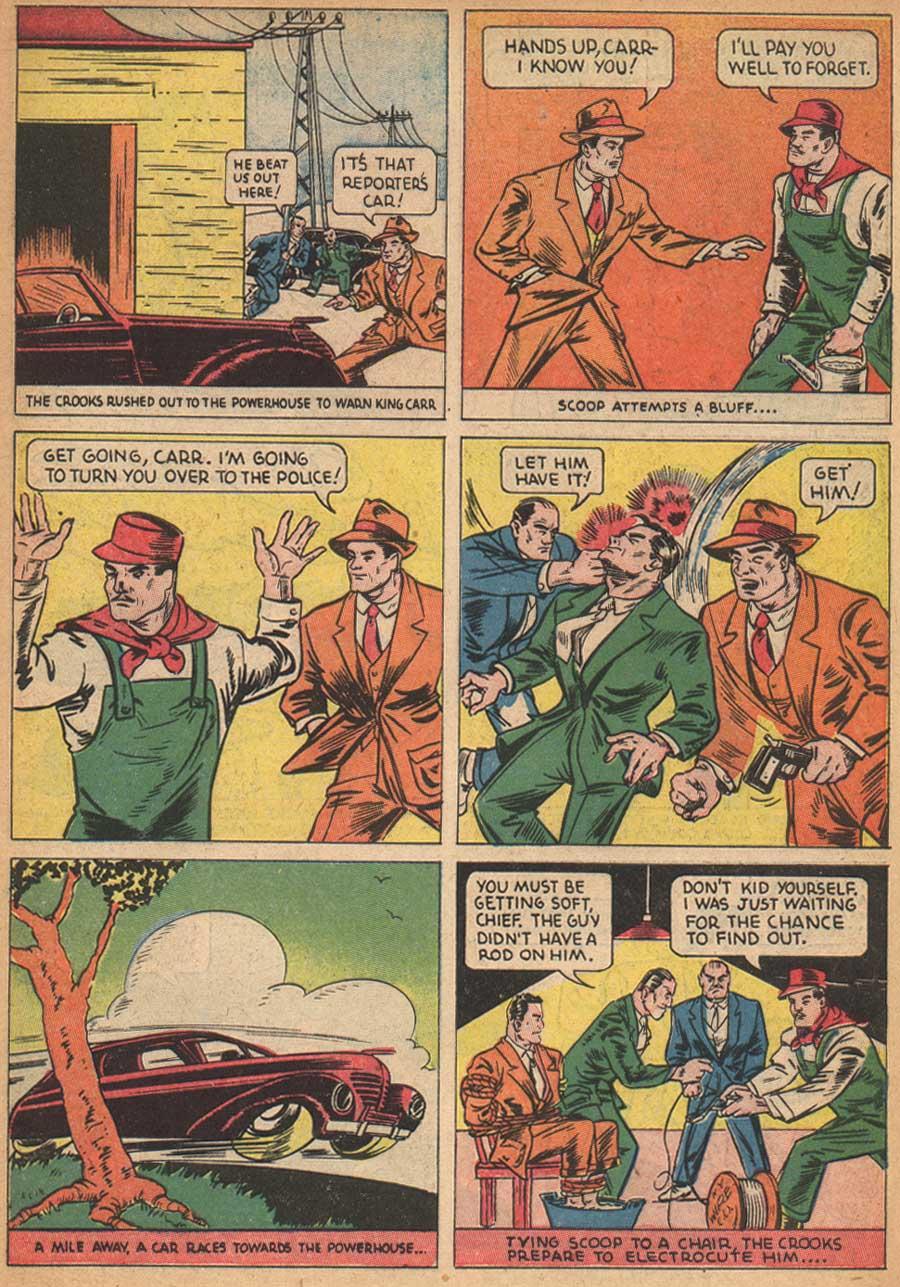 HE BEAT
US OUT
HERE!
IT'S THAT
REPORTER'S
CAR!
THE CROOKS RUSHED OUT TO THE POWERHOUSE TO WARN KING CARR
HANDS UP, CARR-
I KNOW YOU!
I'LL PAY YOU
WELL TO FORGET.
SCOOP ATTEMPTS A BLUFF....
GET GOING, CARR. I'M GOING
TO TURN YOU OVER TO THE POLICE!
LET HIM
HAVE IT!
GET
HIM!
A MILE AWAY, A CAR RACES TOWARDS THE POWERHOUSE...
YOU MUST BE
GETTING SOFT,
CHIEF. THE GUY
DIDN'T HAVE A
ROD ON HIM.
DON'T KID YOURSELF.
I WAS JUST WAITING
FOR THE CHANCE
TO FIND OUT.
TYING SCOOP TO A CHAIR, THE CROOKS
PREPARE TO ELECTROCUTE HIM....